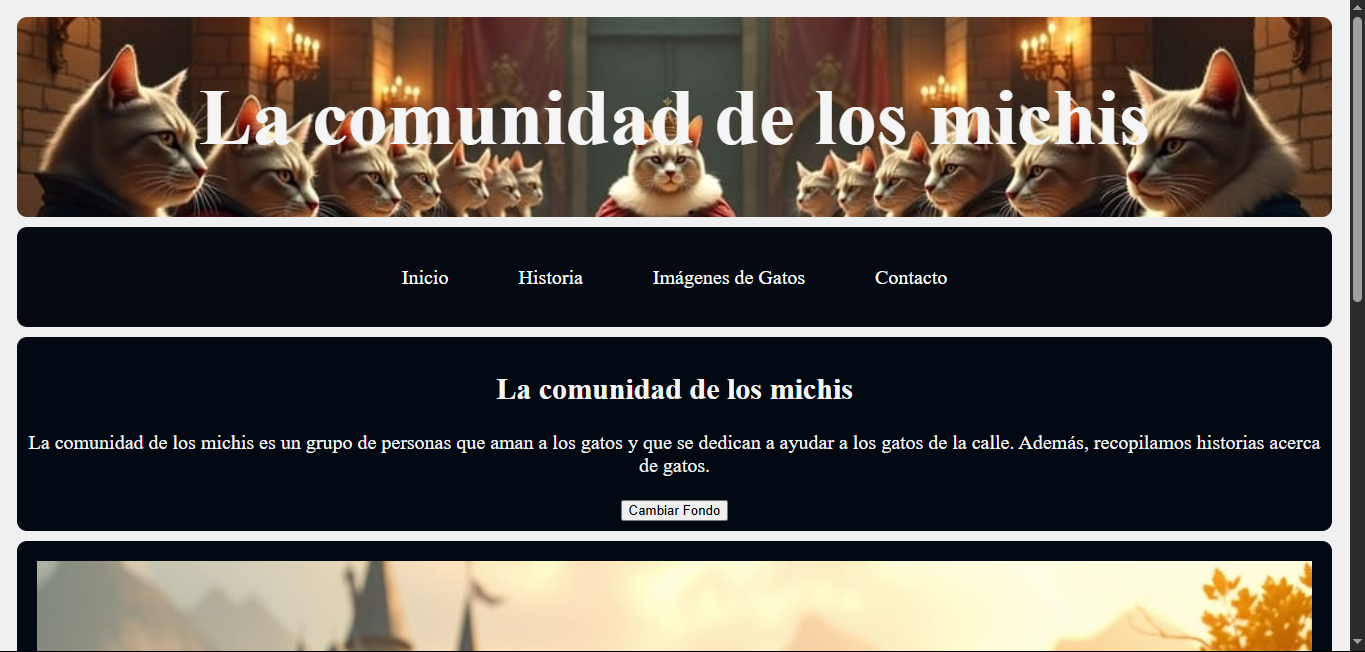 La comunidad de los michis
Inicio Historia Imágenes de Gatos Contacto
La comunidad de los michis
La comunidad de los michis es un grupo de personas que aman a los gatos y que se dedican a ayudar a los gatos de la calle. Además, recopilamos historias acerca
de gatos.
Cambiar Fondo